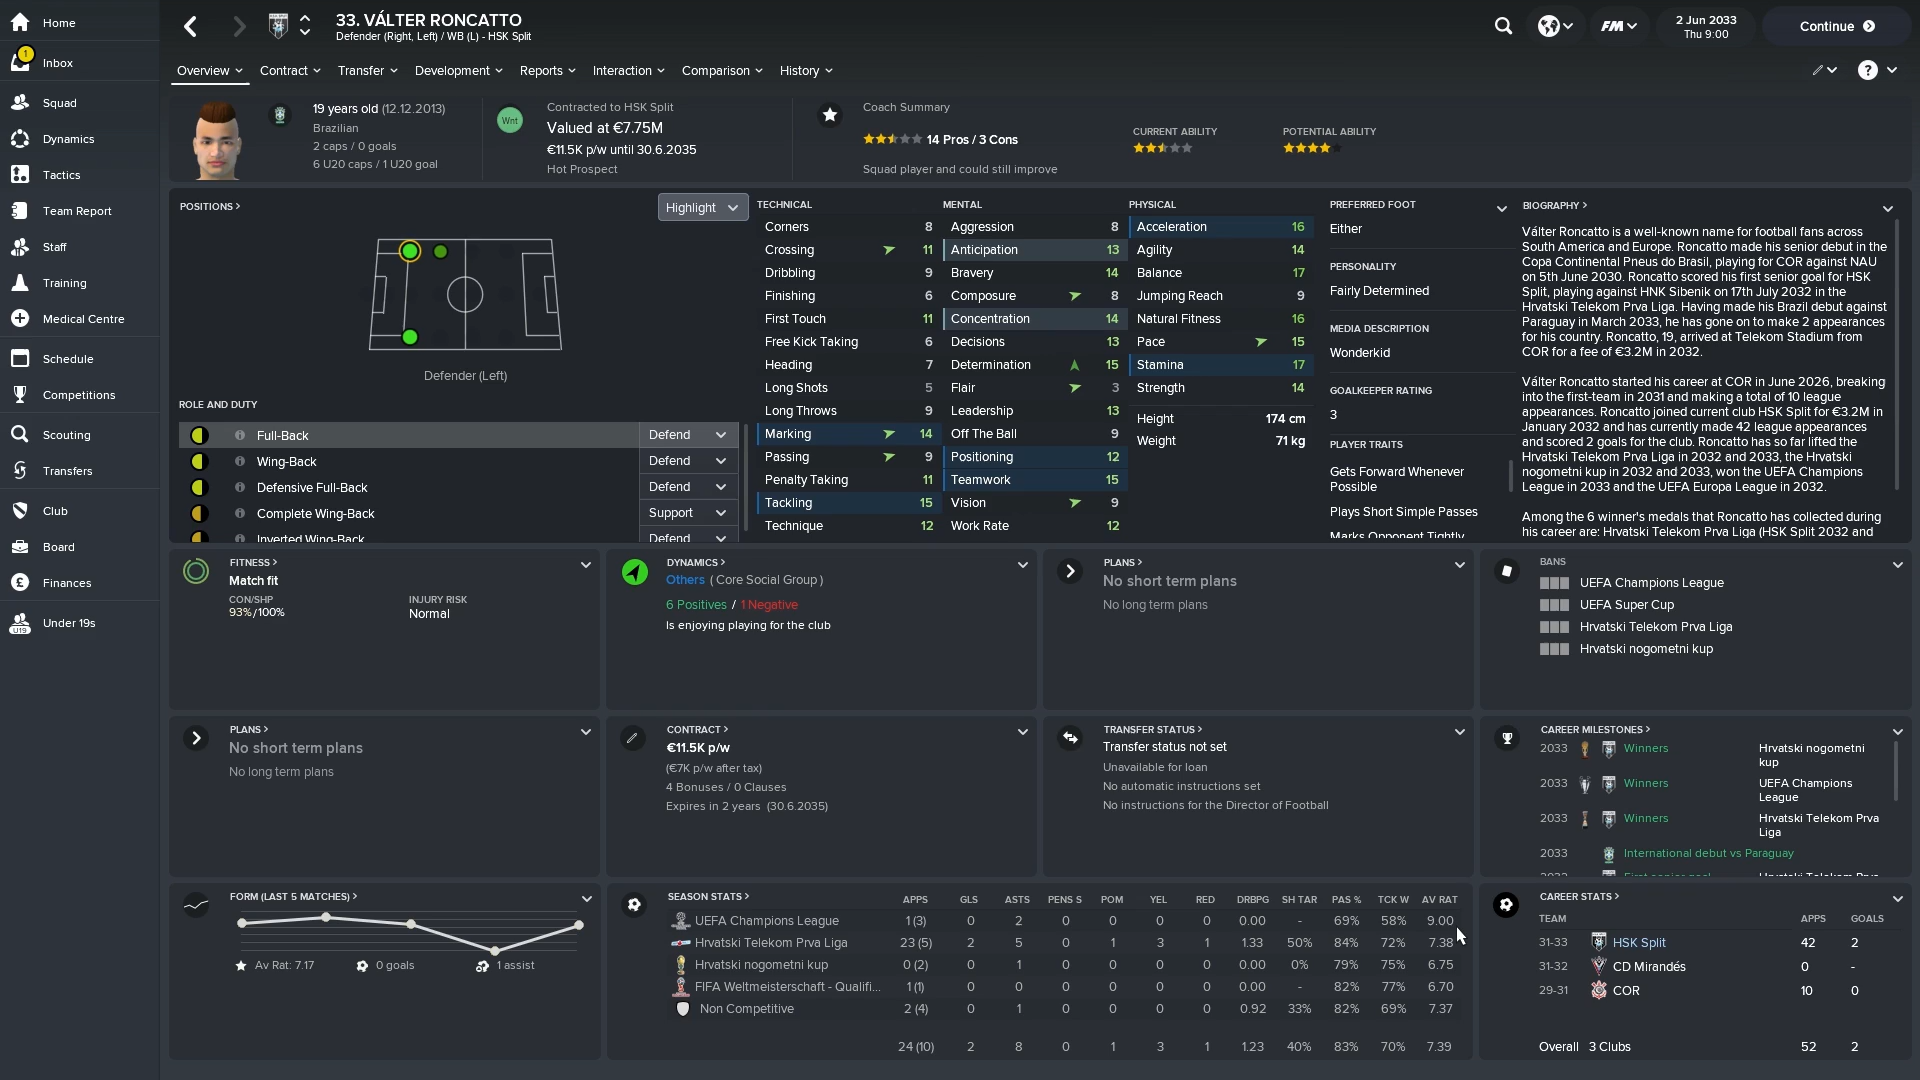 Home
Inbox
1
Squad
Dynamics
Tactics
Team Report
Staff
Training
Medical Centre
Schedule
Competitions
Scouting
Transfers
Club
Board
Finances
Under 19s
U19
33. VÁLTER RONCATTO
Defender (Right, Left) / WB (L) - HSK Split
FM
2 Jun 2033
Thu 9:00
Continue
Overview Contract Transfer Development Reports Interaction Comparison History
?
19 years old (12.12.2013)
Brazilian
2 caps / 0 goals
6 U20 caps / 1 U20 goal
Wnt
Contracted to HSK Split
Valued at €7.75M
€11.5K p/w until 30.6.2035
Hot Prospect
Coach Summary
14 Pros / 3 Cons
Squad player and could still improve
CURRENT ABILITY
POTENTIAL ABILITY
POSITIONS >
Highlight
Defender (Left)
ROLE AND DUTY
Full-Back Defend
Wing-Back Defend
Defensive Full-Back Defend
Complete Wing-Back Support
Inverted Wing-Back Defend
TECHNICAL
Corners 8
Crossing 11
Dribbling 9
Finishing 6
First Touch 11
Free Kick Taking 6
Heading 7
Long Shots 5
Long Throws 9
Marking 14
Passing 9
Penalty Taking 11
Tackling 15
Technique 12
MENTAL
Aggression 8
Anticipation 13
Bravery 14
Composure 8
Concentration 14
Decisions 13
Determination 15
Flair 3
Leadership 13
Off The Ball 9
Positioning 12
Teamwork 15
Vision 9
Work Rate 12
PHYSICAL
Acceleration 16
Agility 14
Balance 17
Jumping Reach 9
Natural Fitness 16
Pace 15
Stamina 17
Strength 14
Height 174 cm
Weight 71 kg
PREFERRED FOOT
Either
PERSONALITY
Fairly Determined
MEDIA DESCRIPTION
Wonderkid
GOALKEEPER RATING
3
PLAYER TRAITS
Gets Forward Whenever
Possible
Plays Short Simple Passes
Marks Opponent Tightly
BIOGRAPHY >
Válter Roncatto is a well-known name for football fans across
South America and Europe. Roncatto made his senior debut in the
Copa Continental Pneus do Brasil, playing for COR against NAU
on 5th June 2030. Roncatto scored his first senior goal for HSK
Split, playing against HNK Sibenik on 17th July 2032 in the
Hrvatski Telekom Prva Liga. Having made his Brazil debut against
Paraguay in March 2033, he has gone on to make 2 appearances
for his country. Roncatto, 19, arrived at Telekom Stadium from
COR for a fee of €3.2M in 2032.
Válter Roncatto started his career at COR in June 2026, breaking
into the first-team in 2031 and making a total of 10 league
appearances. Roncatto joined current club HSK Split for €3.2M in
January 2032 and has currently made 42 league appearances
and scored 2 goals for the club. Roncatto has so far lifted the
Hrvatski Telekom Prva Liga in 2032 and 2033, the Hrvatski
nogometni kup in 2032 and 2033, won the UEFA Champions
League in 2033 and the UEFA Europa League in 2032.
Among the 6 winner's medals that Roncatto has collected during
his career are: Hrvatski Telekom Prva Liga (HSK Split 2032 and
FITNESS >
Match fit
CON/SHP
93%/100%
INJURY RISK
Normal
DYNAMICS >
Others ( Core Social Group )
6 Positives / 1 Negative
Is enjoying playing for the club
PLANS >
No short term plans
No long term plans
BANS
UEFA Champions League
UEFA Super Cup
Hrvatski Telekom Prva Liga
Hrvatski nogometni kup
PLANS >
No short term plans
No long term plans
CONTRACT >
€11.5K p/w
(€7K p/w after tax)
4 Bonuses / 0 Clauses
Expires in 2 years (30.6.2035)
TRANSFER STATUS >
Transfer status not set
Unavailable for loan
No automatic instructions set
No instructions for the Director of Football
CAREER MILESTONES >
2033 Winners Hrvatski nogometni
kup
2033 Winners UEFA Champions
League
2033 Winners Hrvatski Telekom Prva
Liga
2033 International debut vs Paraguay
FORM (LAST 5 MATCHES) >
Av Rat: 7.17 0 goals 1 assist
SEASON STATS > APPS GLS ASTS PENS S POM YEL RED DRBPG SH TAR PAS % TCK W AV RAT
UEFA Champions League 1 (3) 0 2 0 0 0 0 0.00 - 69% 58% 9.00
Hrvatski Telekom Prva Liga 23 (5) 2 5 0 1 3 1 1.33 50% 84% 72% 7.38
Hrvatski nogometni kup 0 (2) 0 1 0 0 0 0 0.00 0% 79% 75% 6.75
FIFA Weltmeisterschaft - Qualifi... 1 (1) 0 0 0 0 0 0 0.00 - 82% 77% 6.70
Non Competitive 2 (4) 0 1 0 0 0 0 0.92 33% 82% 69% 7.37
24 (10) 2 8 0 1 3 1 1.23 40% 83% 70% 7.39
CAREER STATS >
TEAM APPS GOALS
31-33 HSK Split 42 2
31-32 CD Mirandés 0 -
29-31 COR 10 0
Overall 3 Clubs 52 2